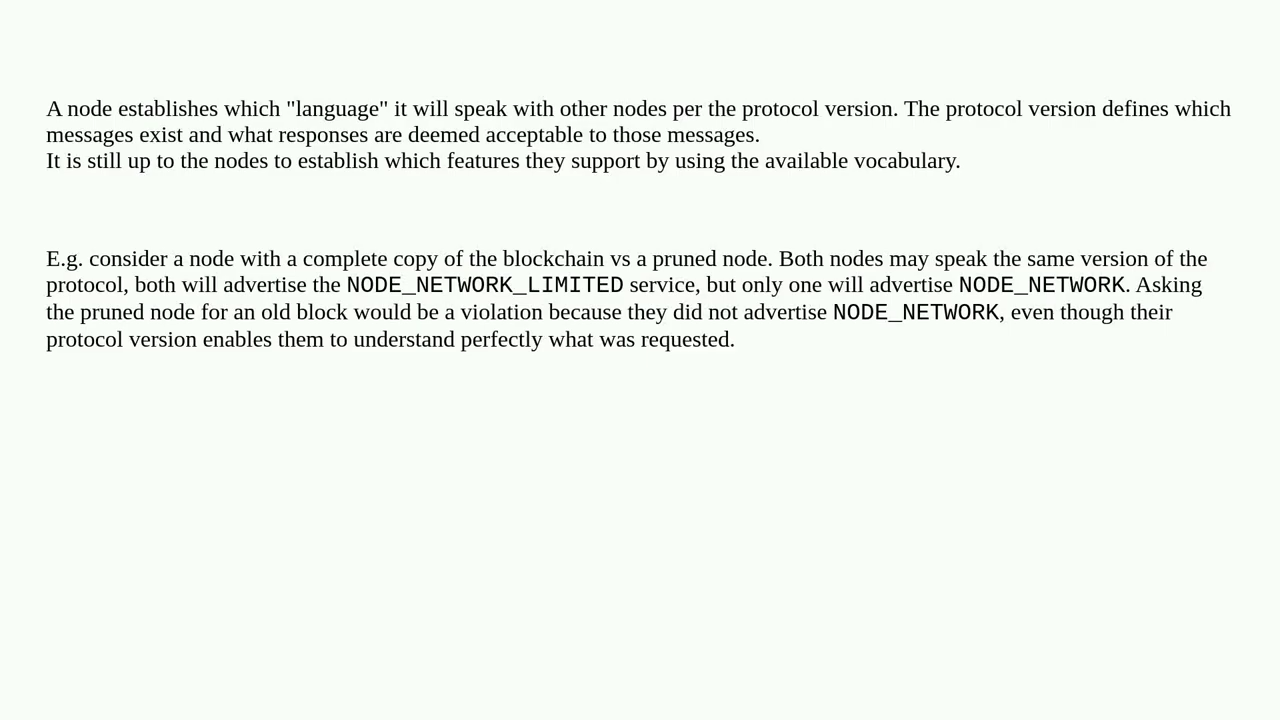 A node establishes which "language" it will speak with other nodes per the protocol version. The protocol version defines which
messages exist and what responses are deemed acceptable to those messages.
It is still up to the nodes to establish which features they support by using the available vocabulary.
E.g. consider a node with a complete copy of the blockchain vs a pruned node. Both nodes may speak the same version of the
protocol, both will advertise the NODE_NETWORK_LIMITED service, but only one will advertise NODE_NETWORK. Asking
the pruned node for an old block would be a violation because they did not advertise NODE_NETWORK, even though their
protocol version enables them to understand perfectly what was requested.